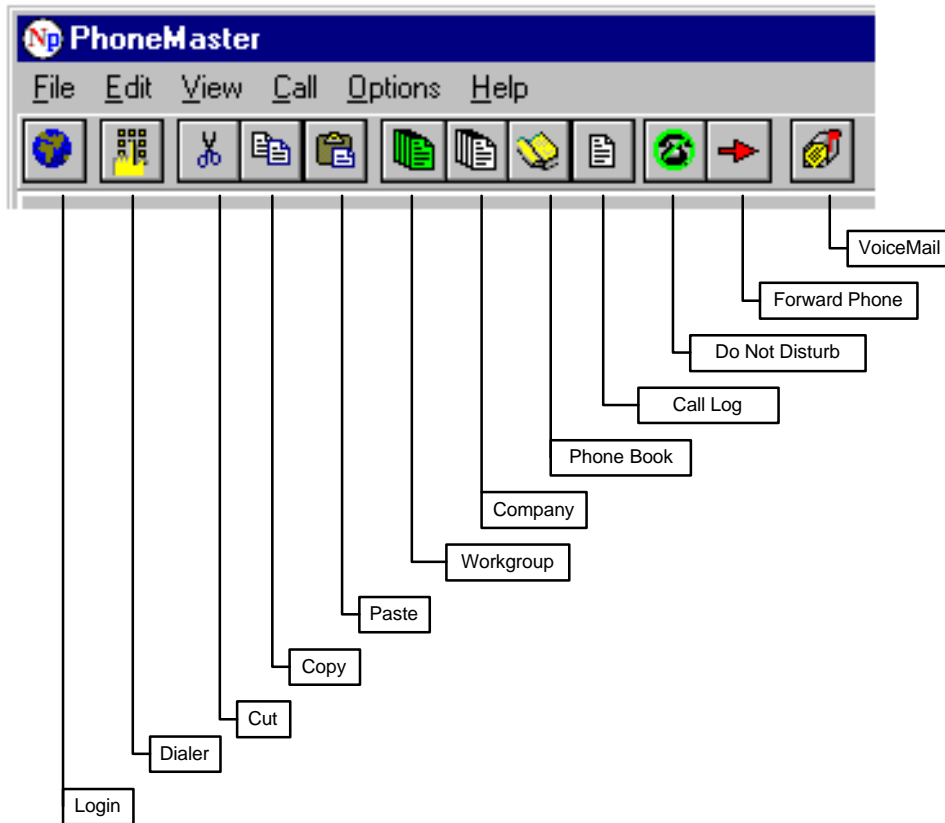 Np PhoneMaster
File Edit View Call Options Help
VoiceMail
Forward Phone
Do Not Disturb
Call Log
Phone Book
Company
Workgroup
Paste
Copy
Cut
Dialer
Login